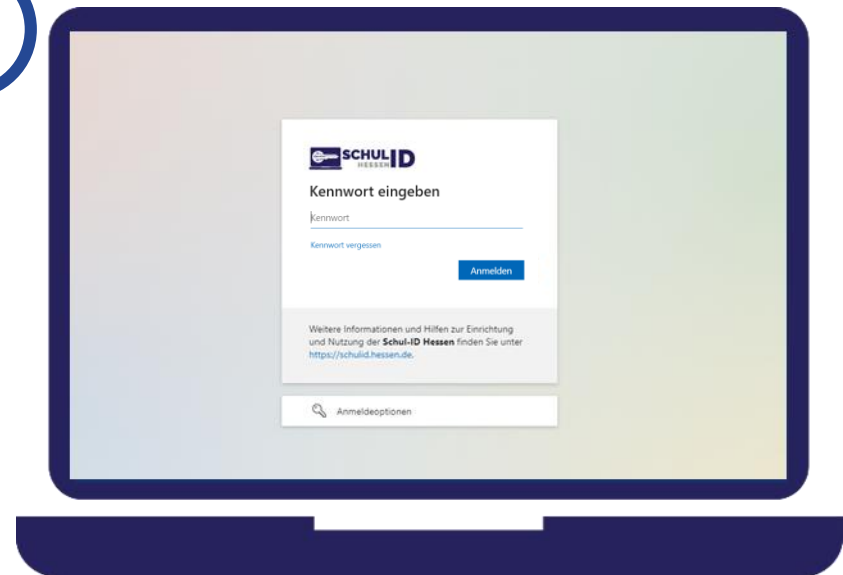 SCHUL ID
HESSEN
Kennwort eingeben
Kennwort
Kennwort vergessen
Anmelden
Weitere Informationen und Hilfen zur Einrichtung
und Nutzung der Schul-ID Hessen finden Sie unter
https://schulid.hessen.de.
Anmeldeoptionen